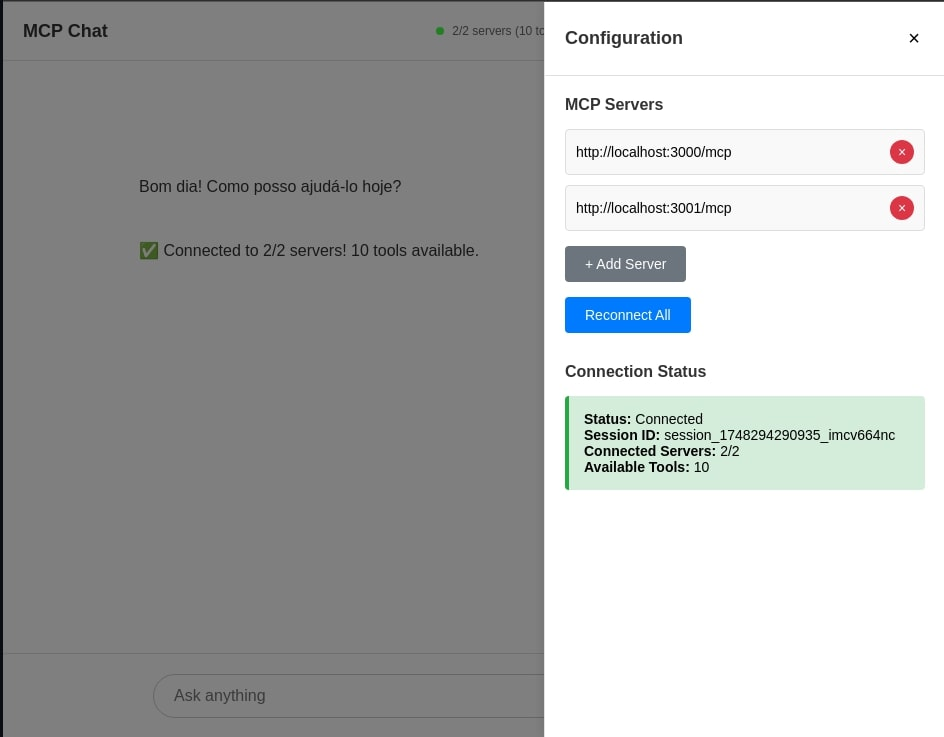 MCP Chat
2/2 servers (10 to
Bom dia! Como posso ajudá-lo hoje?
✅ Connected to 2/2 servers! 10 tools available.
Ask anything
Configuration
×
MCP Servers
http://localhost:3000/mcp
×
http://localhost:3001/mcp
×
+ Add Server
Reconnect All
Connection Status
Status: Connected
Session ID: session_1748294290935_imcv664nc
Connected Servers: 2/2
Available Tools: 10